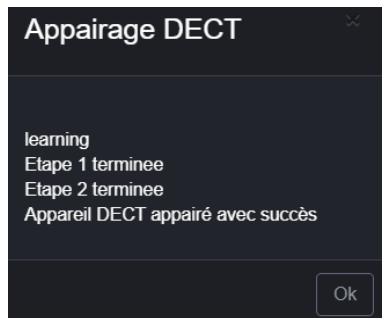 Appairage DECT
learning
Etape 1 terminee
Etape 2 terminee
Appareil DECT appairé avec succès
Ok